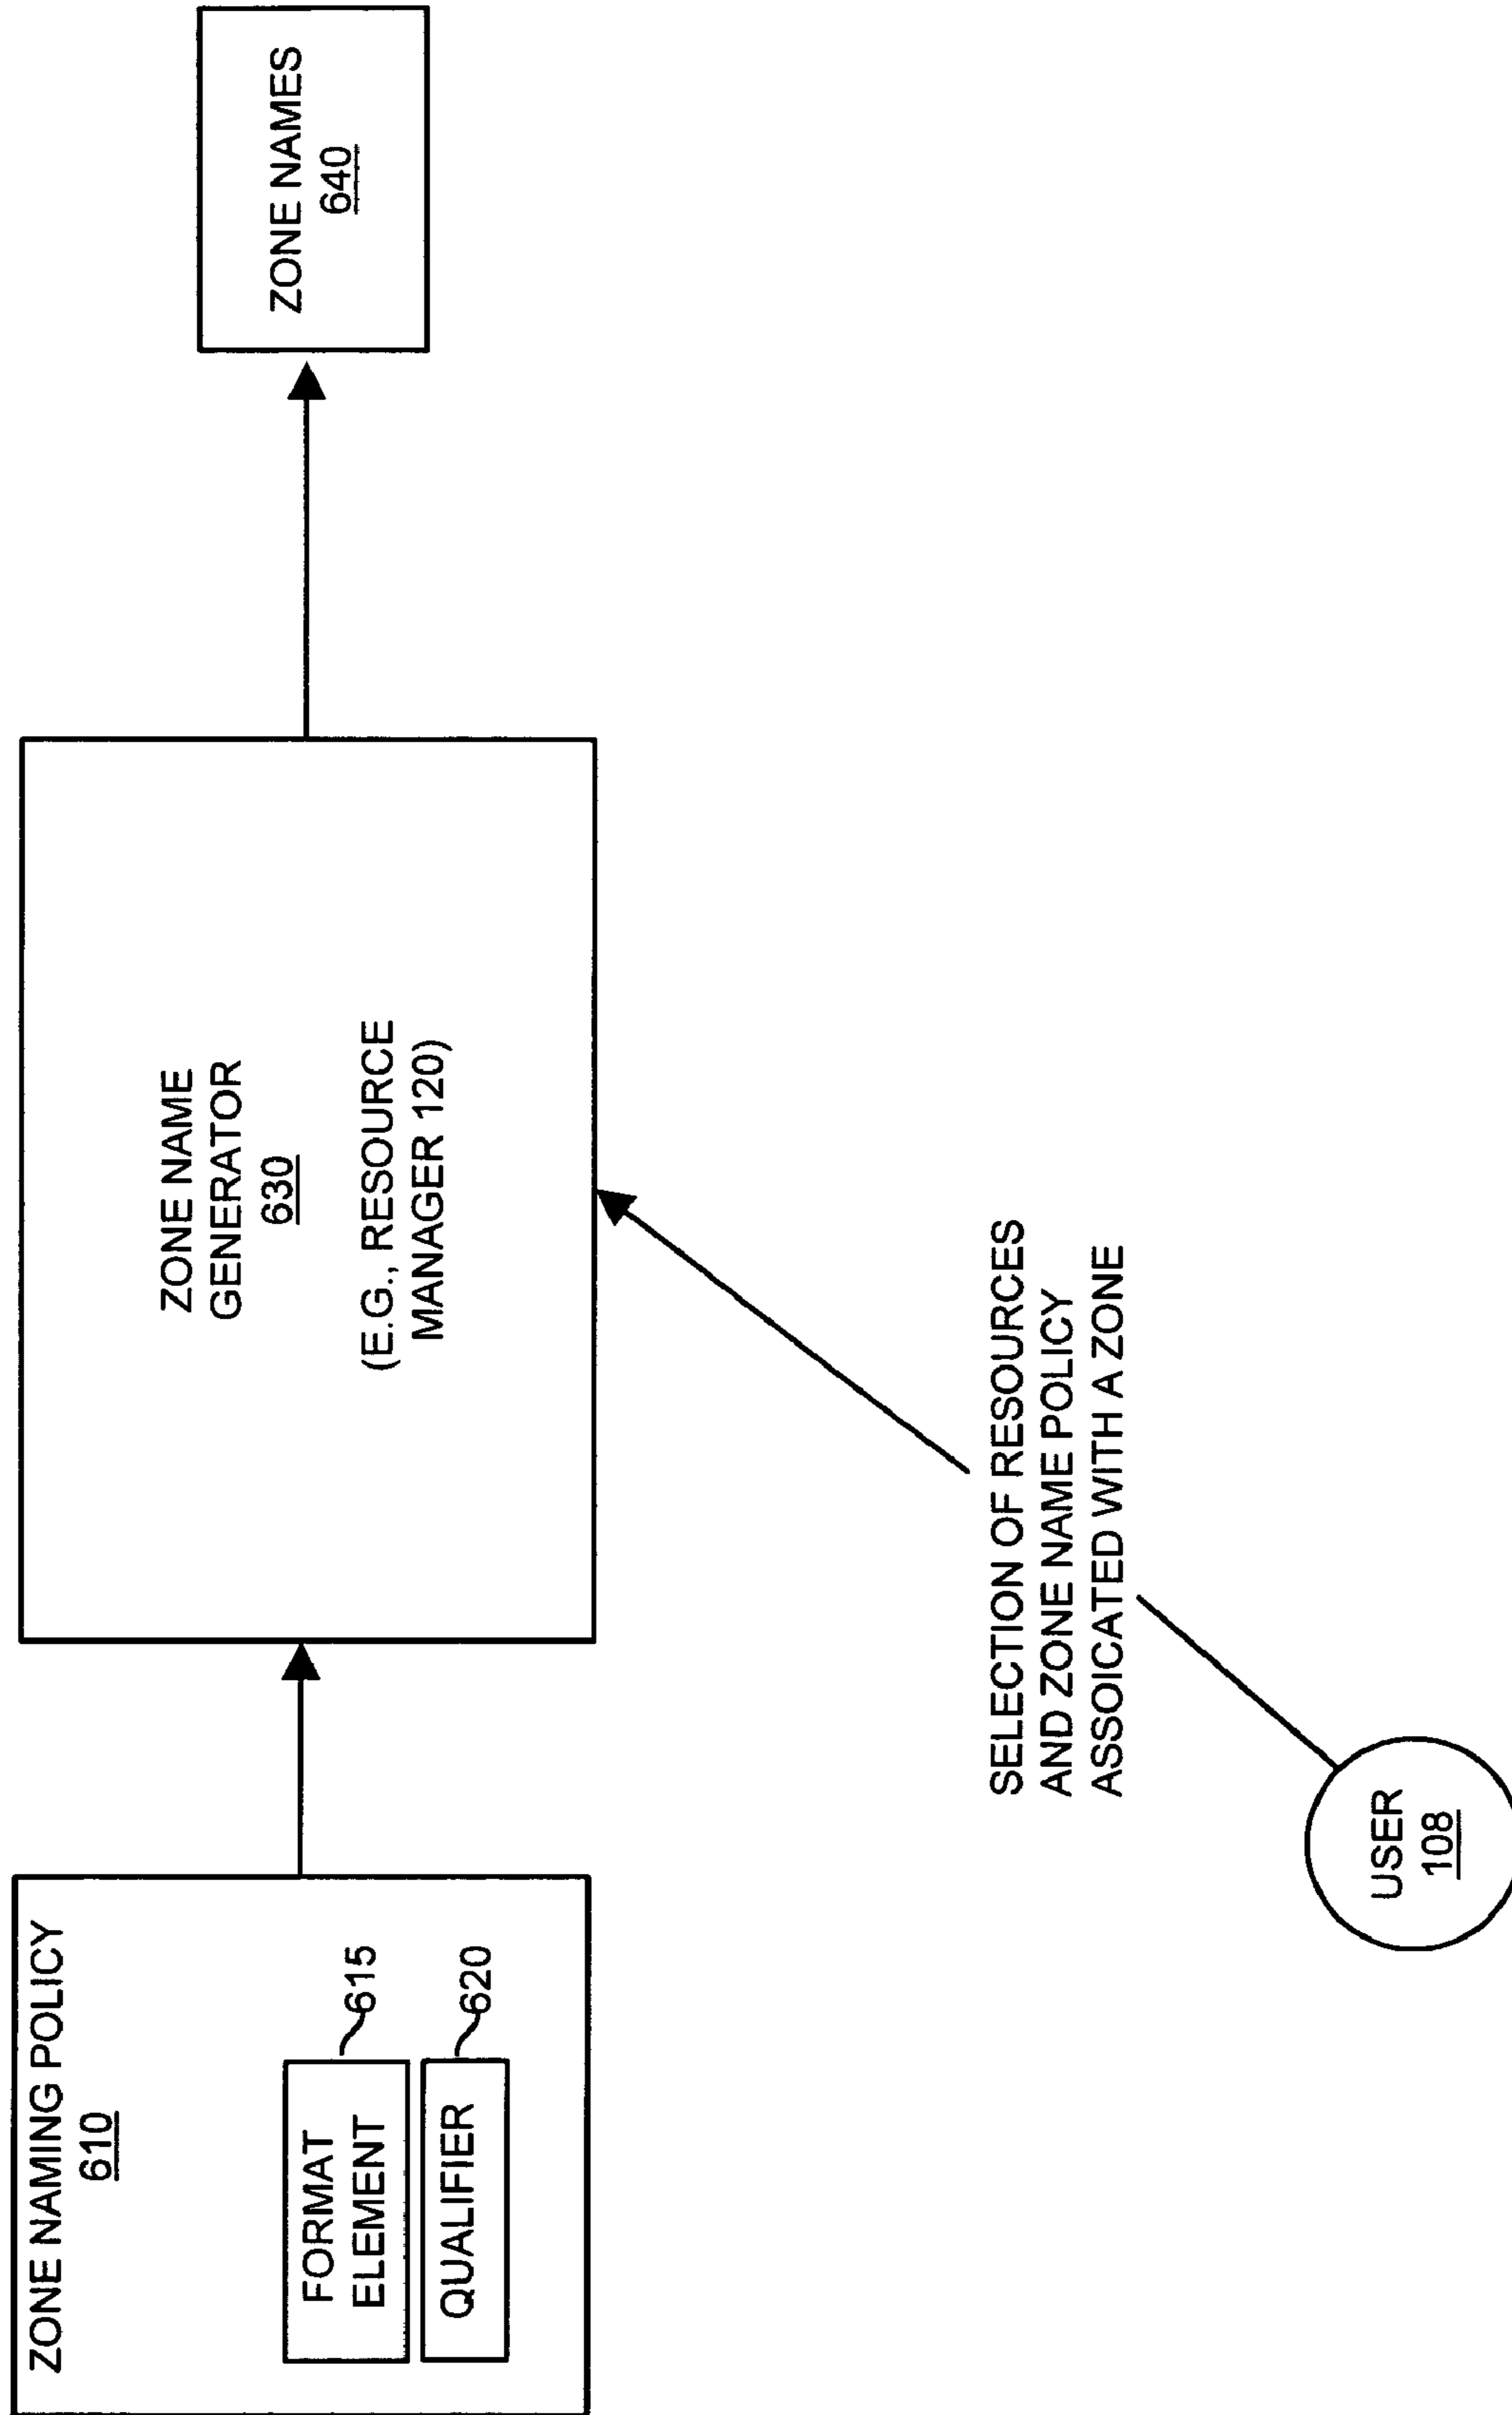 ZONE NAMING POLICY
610
FORMAT
ELEMENT
615
QUALIFIER
620
ZONE NAME
GENERATOR
630
(E.G., RESOURCE
MANAGER 120)
ZONE NAMES
640
SELECTION OF RESOURCES
AND ZONE NAME POLICY
ASSOICATED WITH A ZONE
USER
108